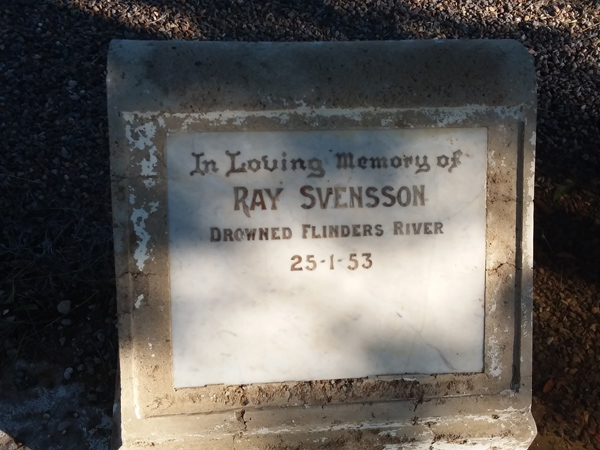 In Loving Memory of
RAY SVENSSON
DROWNED FLINDERS RIVER
25-1-53